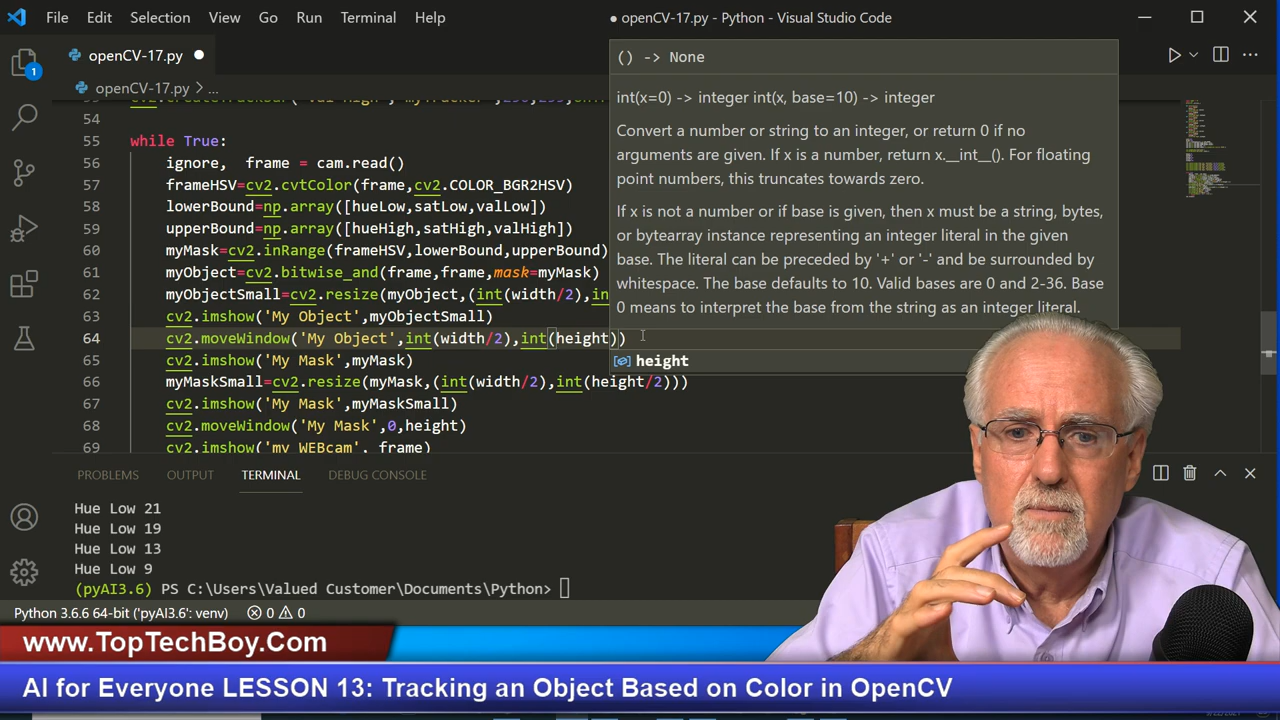 File Edit Selection View Go Run Terminal Help
● openCV-17.py - Python - Visual Studio Code
openCV-17.py ●
openCV-17.py > ...
1
() -> None
int(x=0) -> integer int(x, base=10) -> integer
Convert a number or string to an integer, or return 0 if no
arguments are given. If x is a number, return x.__int__(). For floating
point numbers, this truncates towards zero.
If x is not a number or if base is given, then x must be a string, bytes,
or bytearray instance representing an integer literal in the given
base. The literal can be preceded by '+' or '-' and be surrounded by
whitespace. The base defaults to 10. Valid bases are 0 and 2-36. Base
0 means to interpret the base from the string as an integer literal.
height
54
55 while True:
56 ignore, frame = cam.read()
57 frameHSV=cv2.cvtColor(frame,cv2.COLOR_BGR2HSV)
58 lowerBound=np.array([hueLow,satLow,valLow])
59 upperBound=np.array([hueHigh,satHigh,valHigh])
60 myMask=cv2.inRange(frameHSV,lowerBound,upperBound)
61 myObject=cv2.bitwise_and(frame,frame,mask=myMask)
62 myObjectSmall=cv2.resize(myObject,(int(width/2),in
63 cv2.imshow('My Object',myObjectSmall)
64 cv2.moveWindow('My Object',int(width/2),int(height))
65 cv2.imshow('My Mask',myMask)
66 myMaskSmall=cv2.resize(myMask,(int(width/2),int(height/2)))
67 cv2.imshow('My Mask',myMaskSmall)
68 cv2.moveWindow('My Mask',0,height)
69 cv2.imshow('my WEBcam', frame)
PROBLEMS OUTPUT TERMINAL DEBUG CONSOLE
Hue Low 21
Hue Low 19
Hue Low 13
Hue Low 9
(pyAI3.6) PS C:\Users\Valued Customer\Documents\Python>
Python 3.6.6 64-bit ('pyAI3.6': venv) 0 0
www.TopTechBoy.Com
AI for Everyone LESSON 13: Tracking an Object Based on Color in OpenCV